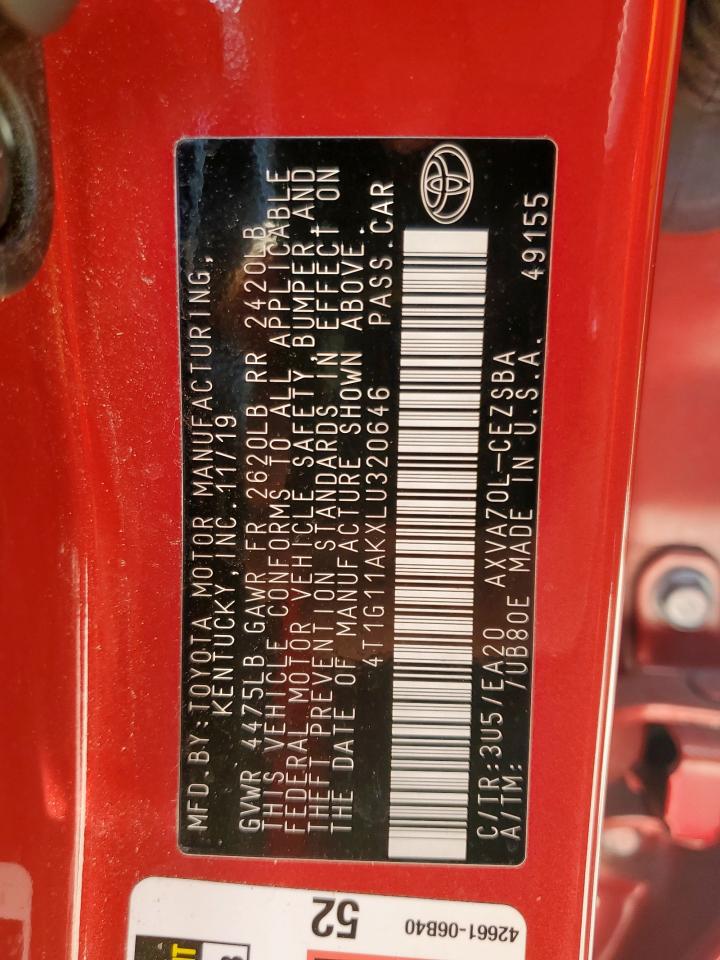 MFD.BY:TOYOTA MOTOR MANUFACTURING,
KENTUCKY,INC.11/19
GVWR 4475LB GAWR FR 2620LB RR 2420LB
THIS VEHICLE CONFORMS TO ALL APPLICABLE
FEDERAL MOTOR VEHICLE SAFETY,BUMPER AND
THEFT PREVENTION STANDARDS IN EFFECT ON
THE DATE OF MANUFACTURE SHOWN ABOVE.
4T1G11AKXLU320646 PASS.CAR
C/TR:3U5/EA20 AXVA70L-CEZSBA
A/TM: /UB80E MADE IN U.S.A. 49155
52
42661-06B40